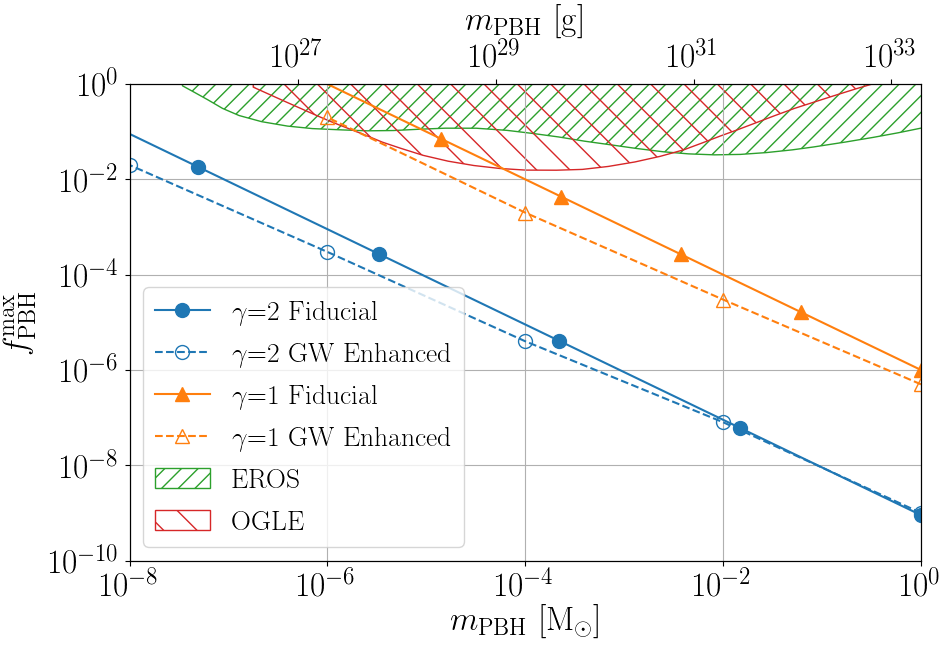 m_PBH [g]
10^27 10^29 10^31 10^33
10^0
10^−2
10^−4
10^−6
10^−8
10^−10
f_PBH^max
γ=2 Fiducial
γ=2 GW Enhanced
γ=1 Fiducial
γ=1 GW Enhanced
EROS
OGLE
10^−8 10^−6 10^−4 10^−2 10^0
m_PBH [M_⊙]